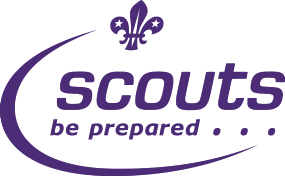 scouts
be prepared . . .